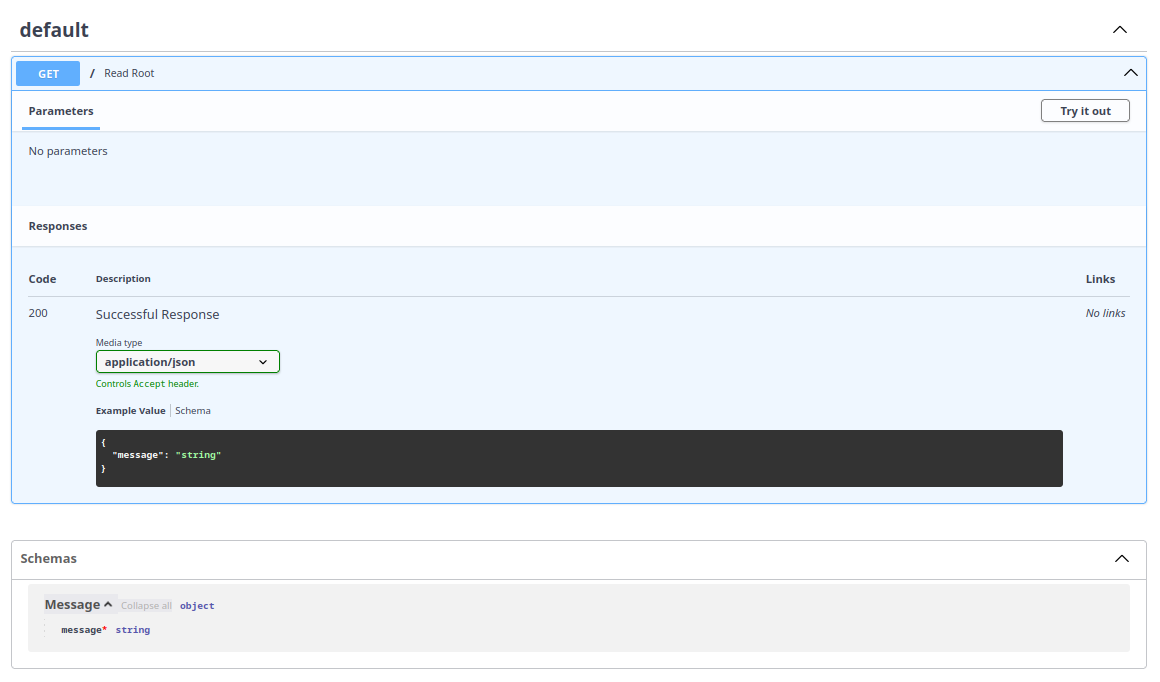 default
GET / Read Root
Parameters Try it out
No parameters
Responses
Code Description Links
200 Successful Response No links
Media type
application/json
Controls Accept header.
Example Value Schema
{
"message": "string"
}
Schemas
Message Collapse all object
message* string